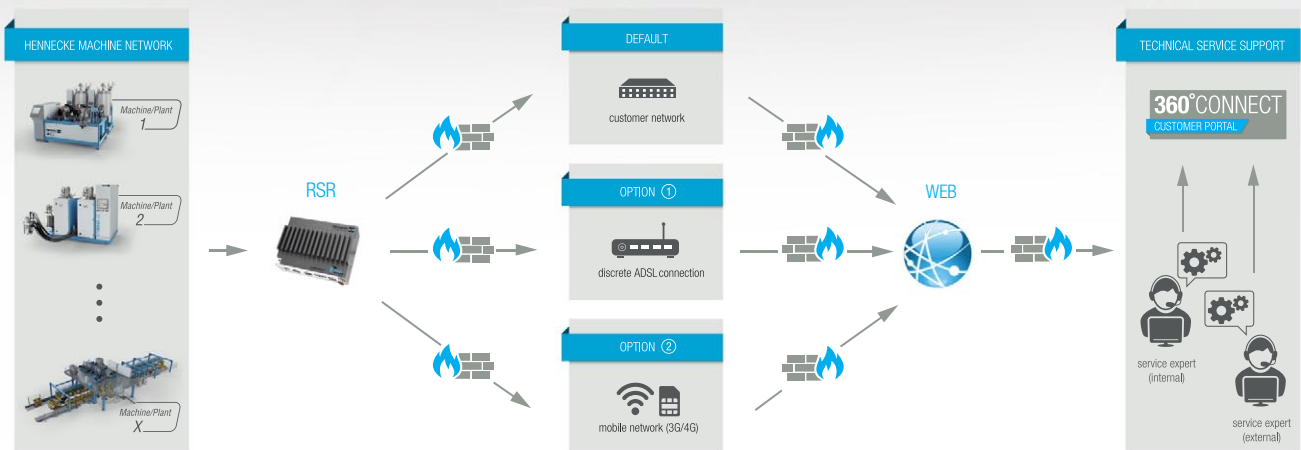 HENNECKE MACHINE NETWORK
Machine/Plant
1
Machine/Plant
2
Machine/Plant
X
RSR
DEFAULT
customer network
OPTION ①
discrete ADSL connection
OPTION ②
mobile network (3G/4G)
WEB
TECHNICAL SERVICE SUPPORT
360°CONNECT
CUSTOMER PORTAL
service expert
(internal)
service expert
(external)